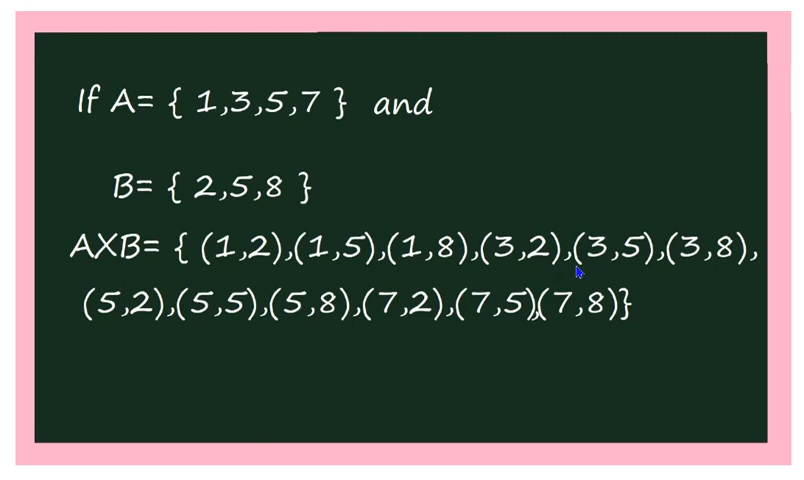 If A= { 1,3,5,7 } and
B= { 2,5,8 }
AXB= { (1,2),(1,5),(1,8),(3,2),(3,5),(3,8),
(5,2),(5,5),(5,8),(7,2),(7,5),(7,8)}